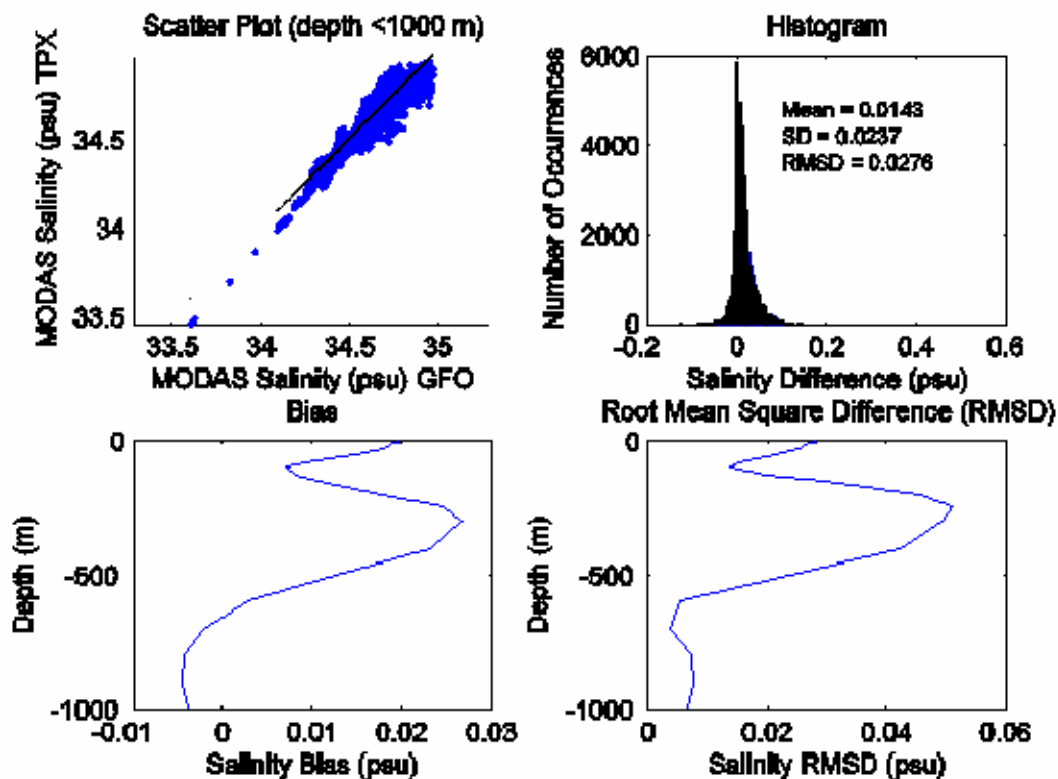 Scatter Plot (depth <1000 m)
MODAS Salinity (psu) TPX
34.5
34
33.5
33.5 34 34.5 35
MODAS Salinity (psu) GFO
Histogram
Number of Occurrences
6000
4000
2000
0
Mean = 0.0143
SD = 0.0237
RMSD = 0.0276
-0.2 0 0.2 0.4 0.6
Salinity Difference (psu)
Bias
Depth (m)
0
-500
-1000
-0.01 0 0.01 0.02 0.03
Salinity Bias (psu)
Root Mean Square Difference (RMSD)
Depth (m)
0
-500
-1000
0 0.02 0.04 0.06
Salinity RMSD (psu)